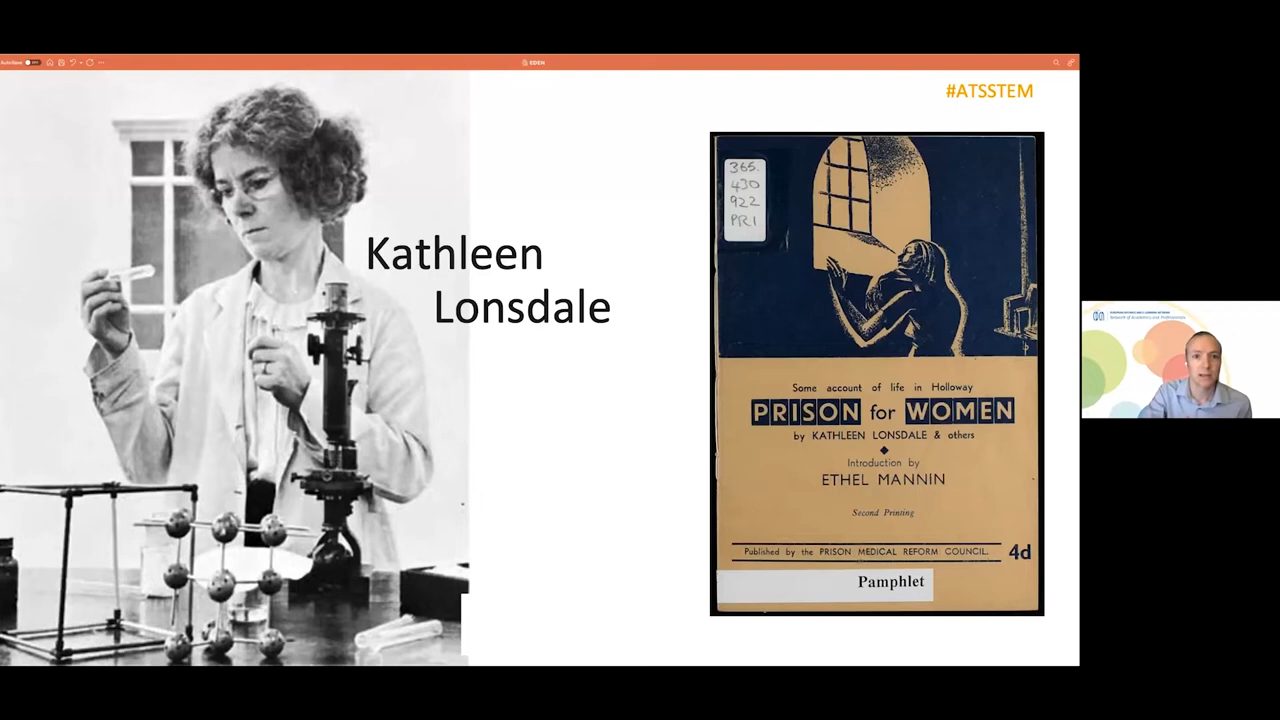 EDEN
#ATSSTEM
Kathleen
Lonsdale
365.
430
922
PRI
Some account of life in Holloway
PRISON for WOMEN
by KATHLEEN LONSDALE & others
Introduction by
ETHEL MANNIN
Second Printing
Published by the PRISON MEDICAL REFORM COUNCIL.
4d
Pamphlet